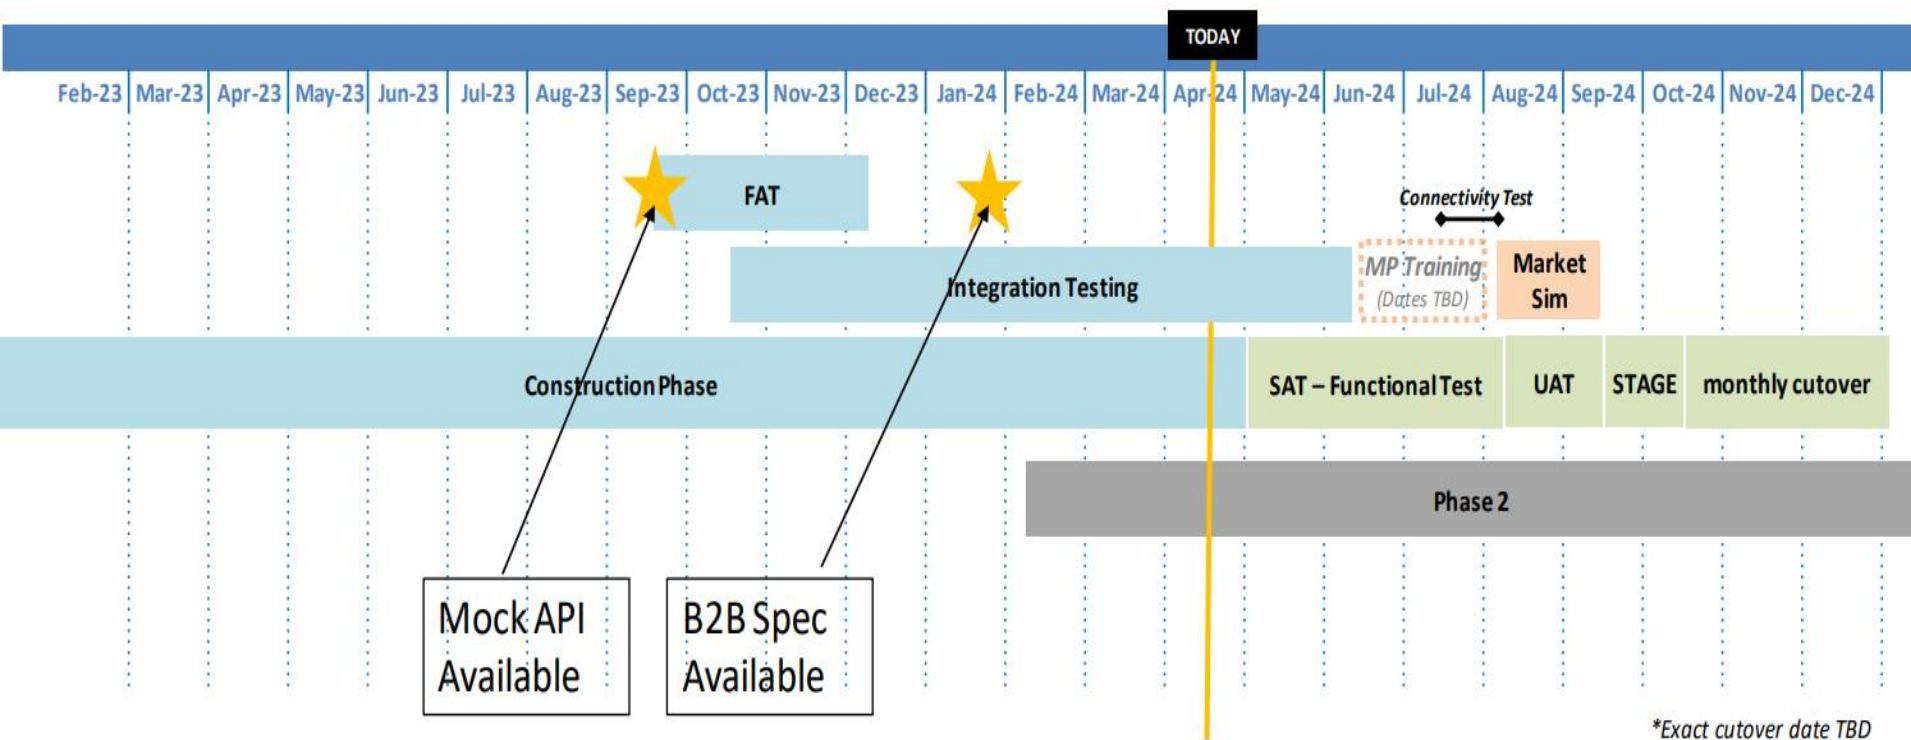 TODAY
Feb-23 Mar-23 Apr-23 May-23 Jun-23 Jul-23 Aug-23 Sep-23 Oct-23 Nov-23 Dec-23 Jan-24 Feb-24 Mar-24 Apr-24 May-24 Jun-24 Jul-24 Aug-24 Sep-24 Oct-24 Nov-24 Dec-24
FAT
Connectivity Test
Integration Testing
MP Training
(Dates TBD)
Market
Sim
Construction Phase
SAT – Functional Test
UAT
STAGE
monthly cutover
Phase 2
Mock API
Available
B2B Spec
Available
*Exact cutover date TBD